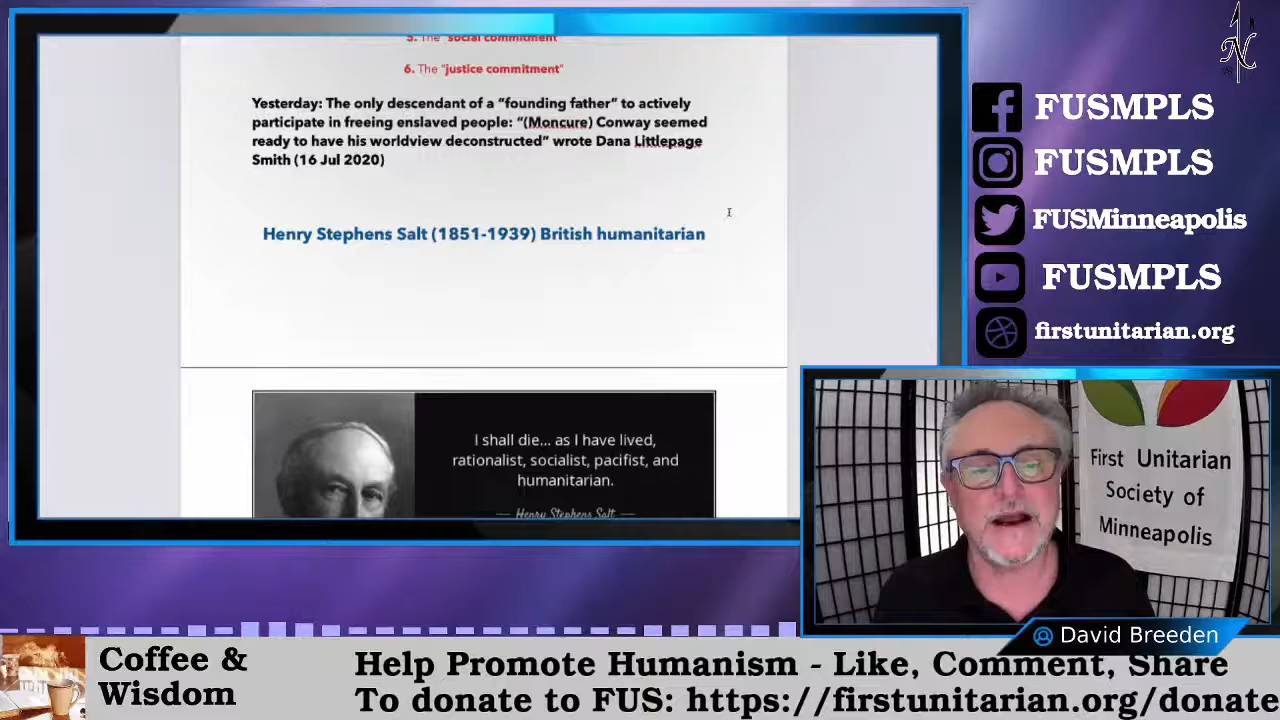 5. The "social commitment"
6. The "justice commitment"
Yesterday: The only descendant of a "founding father" to actively
participate in freeing enslaved people: "(Moncure) Conway seemed
ready to have his worldview deconstructed" wrote Dana Littlepage
Smith (16 Jul 2020)
Henry Stephens Salt (1851-1939) British humanitarian
I shall die... as I have lived,
rationalist, socialist, pacifist, and
humanitarian.
— Henry Stephens Salt —
FUSMPLS
FUSMPLS
FUSMinneapolis
FUSMPLS
firstunitarian.org
First Unitarian
Society of
Minneapolis
David Breeden
Coffee &
Wisdom
Help Promote Humanism - Like, Comment, Share
To donate to FUS: https://firstunitarian.org/donate